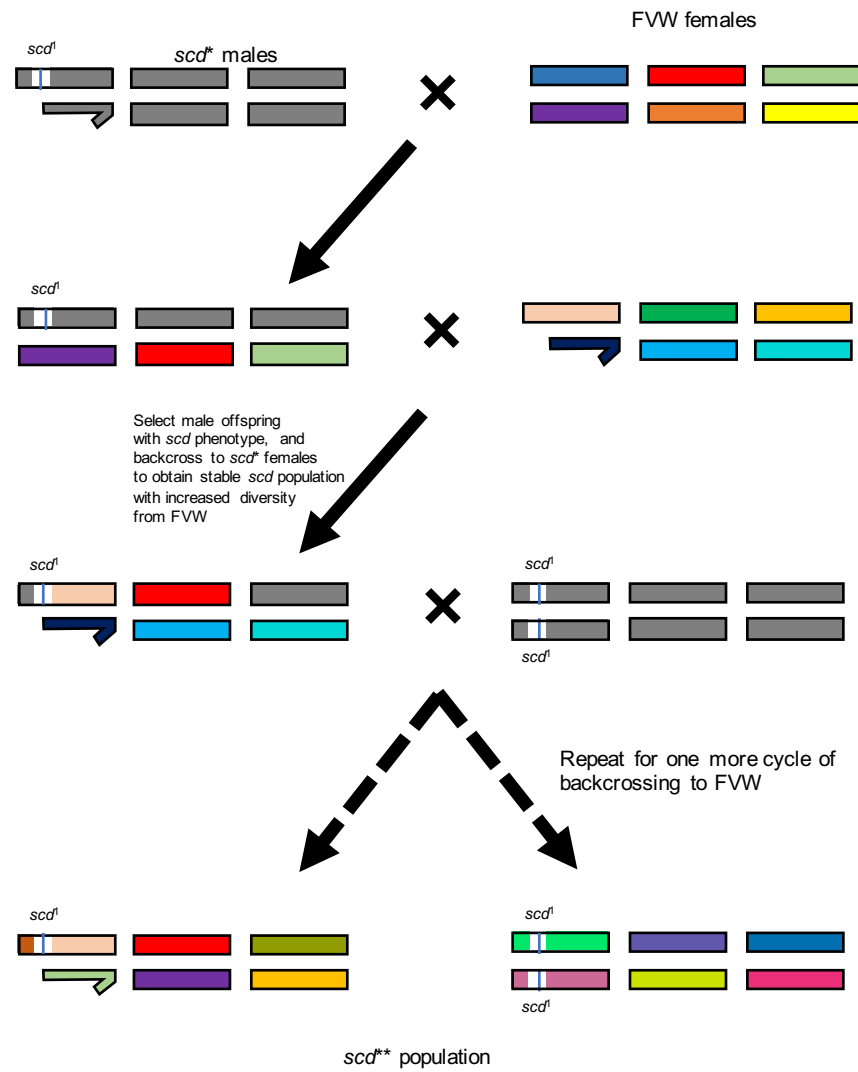 FVW females
scd¹
scd* males
scd¹
Select male offspring
with scd phenotype, and
backcross to scd* females
to obtain stable scd population
with increased diversity
from FVW
scd¹
scd¹
scd¹
Repeat for one more cycle of
backcrossing to FVW
scd¹
scd¹
scd¹
scd** population